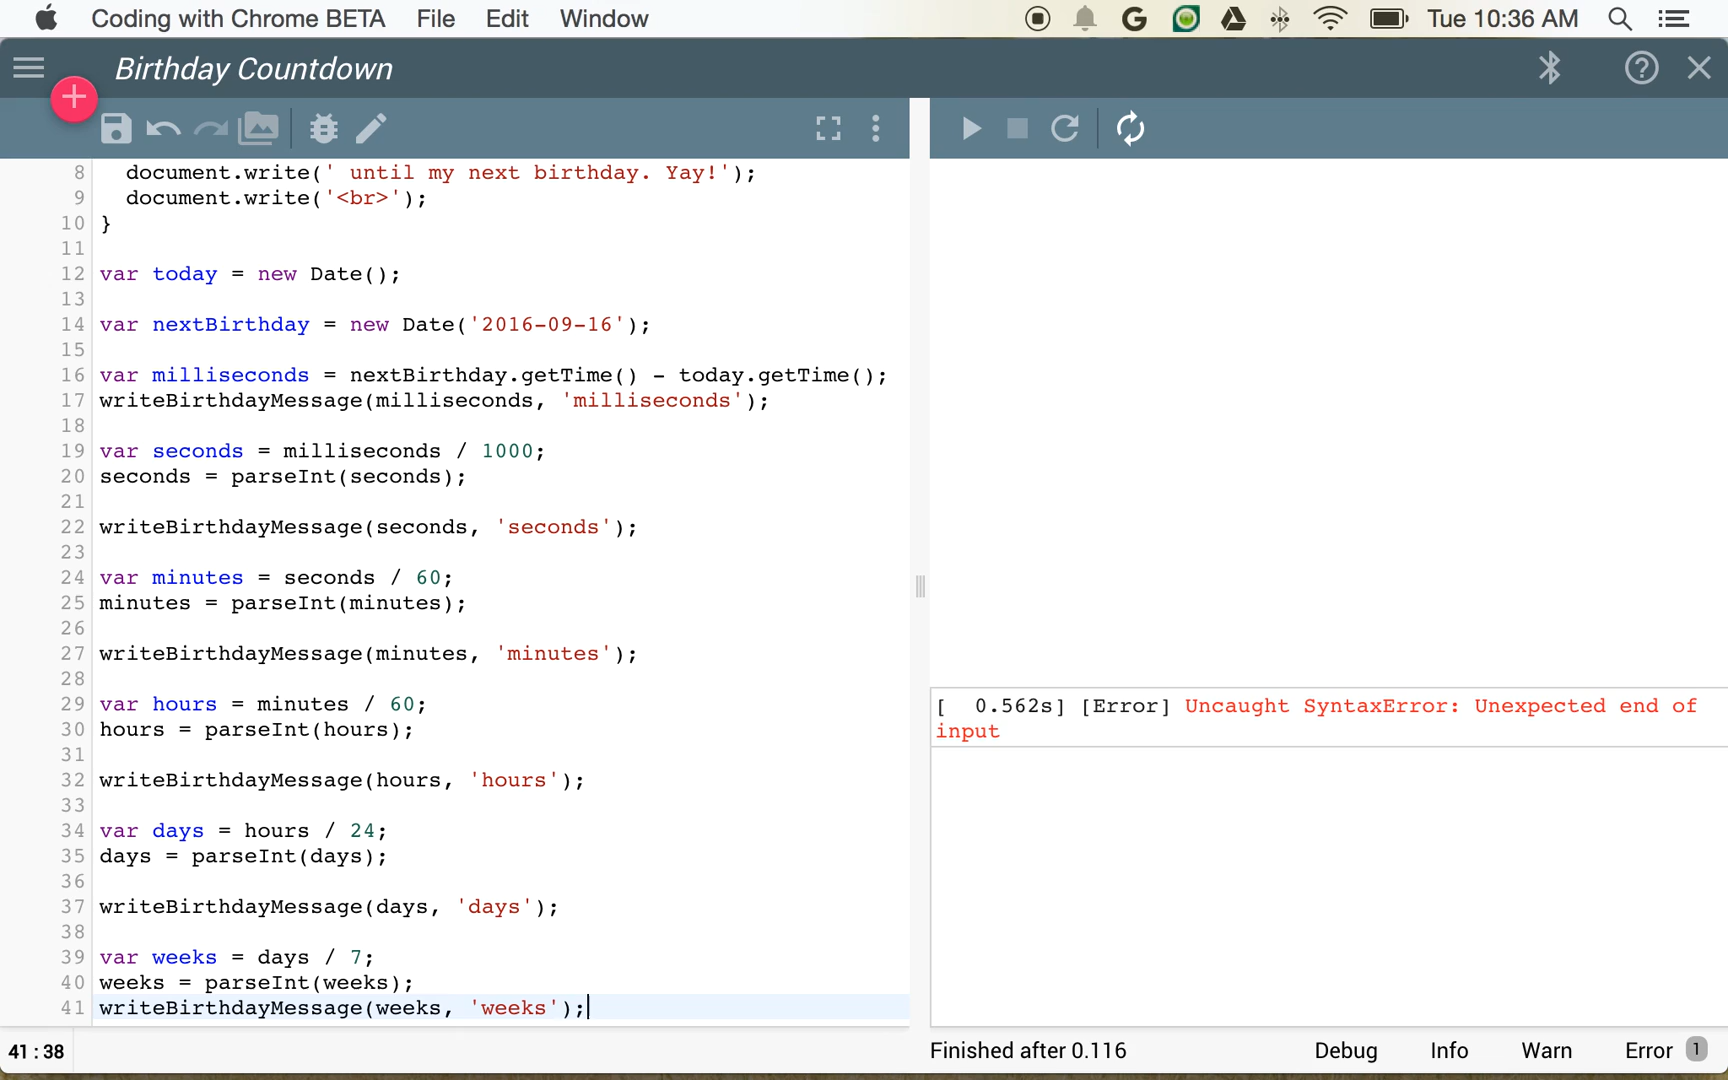 Coding with Chrome BETA File Edit Window Tue 10:36 AM
Birthday Countdown
8 document.write(' until my next birthday. Yay!');
9 document.write('<br>');
10 }
11
12 var today = new Date();
13
14 var nextBirthday = new Date('2016-09-16');
15
16 var milliseconds = nextBirthday.getTime() - today.getTime();
17 writeBirthdayMessage(milliseconds, 'milliseconds');
18
19 var seconds = milliseconds / 1000;
20 seconds = parseInt(seconds);
21
22 writeBirthdayMessage(seconds, 'seconds');
23
24 var minutes = seconds / 60;
25 minutes = parseInt(minutes);
26
27 writeBirthdayMessage(minutes, 'minutes');
28
29 var hours = minutes / 60;
30 hours = parseInt(hours);
31
32 writeBirthdayMessage(hours, 'hours');
33
34 var days = hours / 24;
35 days = parseInt(days);
36
37 writeBirthdayMessage(days, 'days');
38
39 var weeks = days / 7;
40 weeks = parseInt(weeks);
41 writeBirthdayMessage(weeks, 'weeks');
[ 0.562s] [Error] Uncaught SyntaxError: Unexpected end of
input
41 : 38
Finished after 0.116 Debug Info Warn Error 1